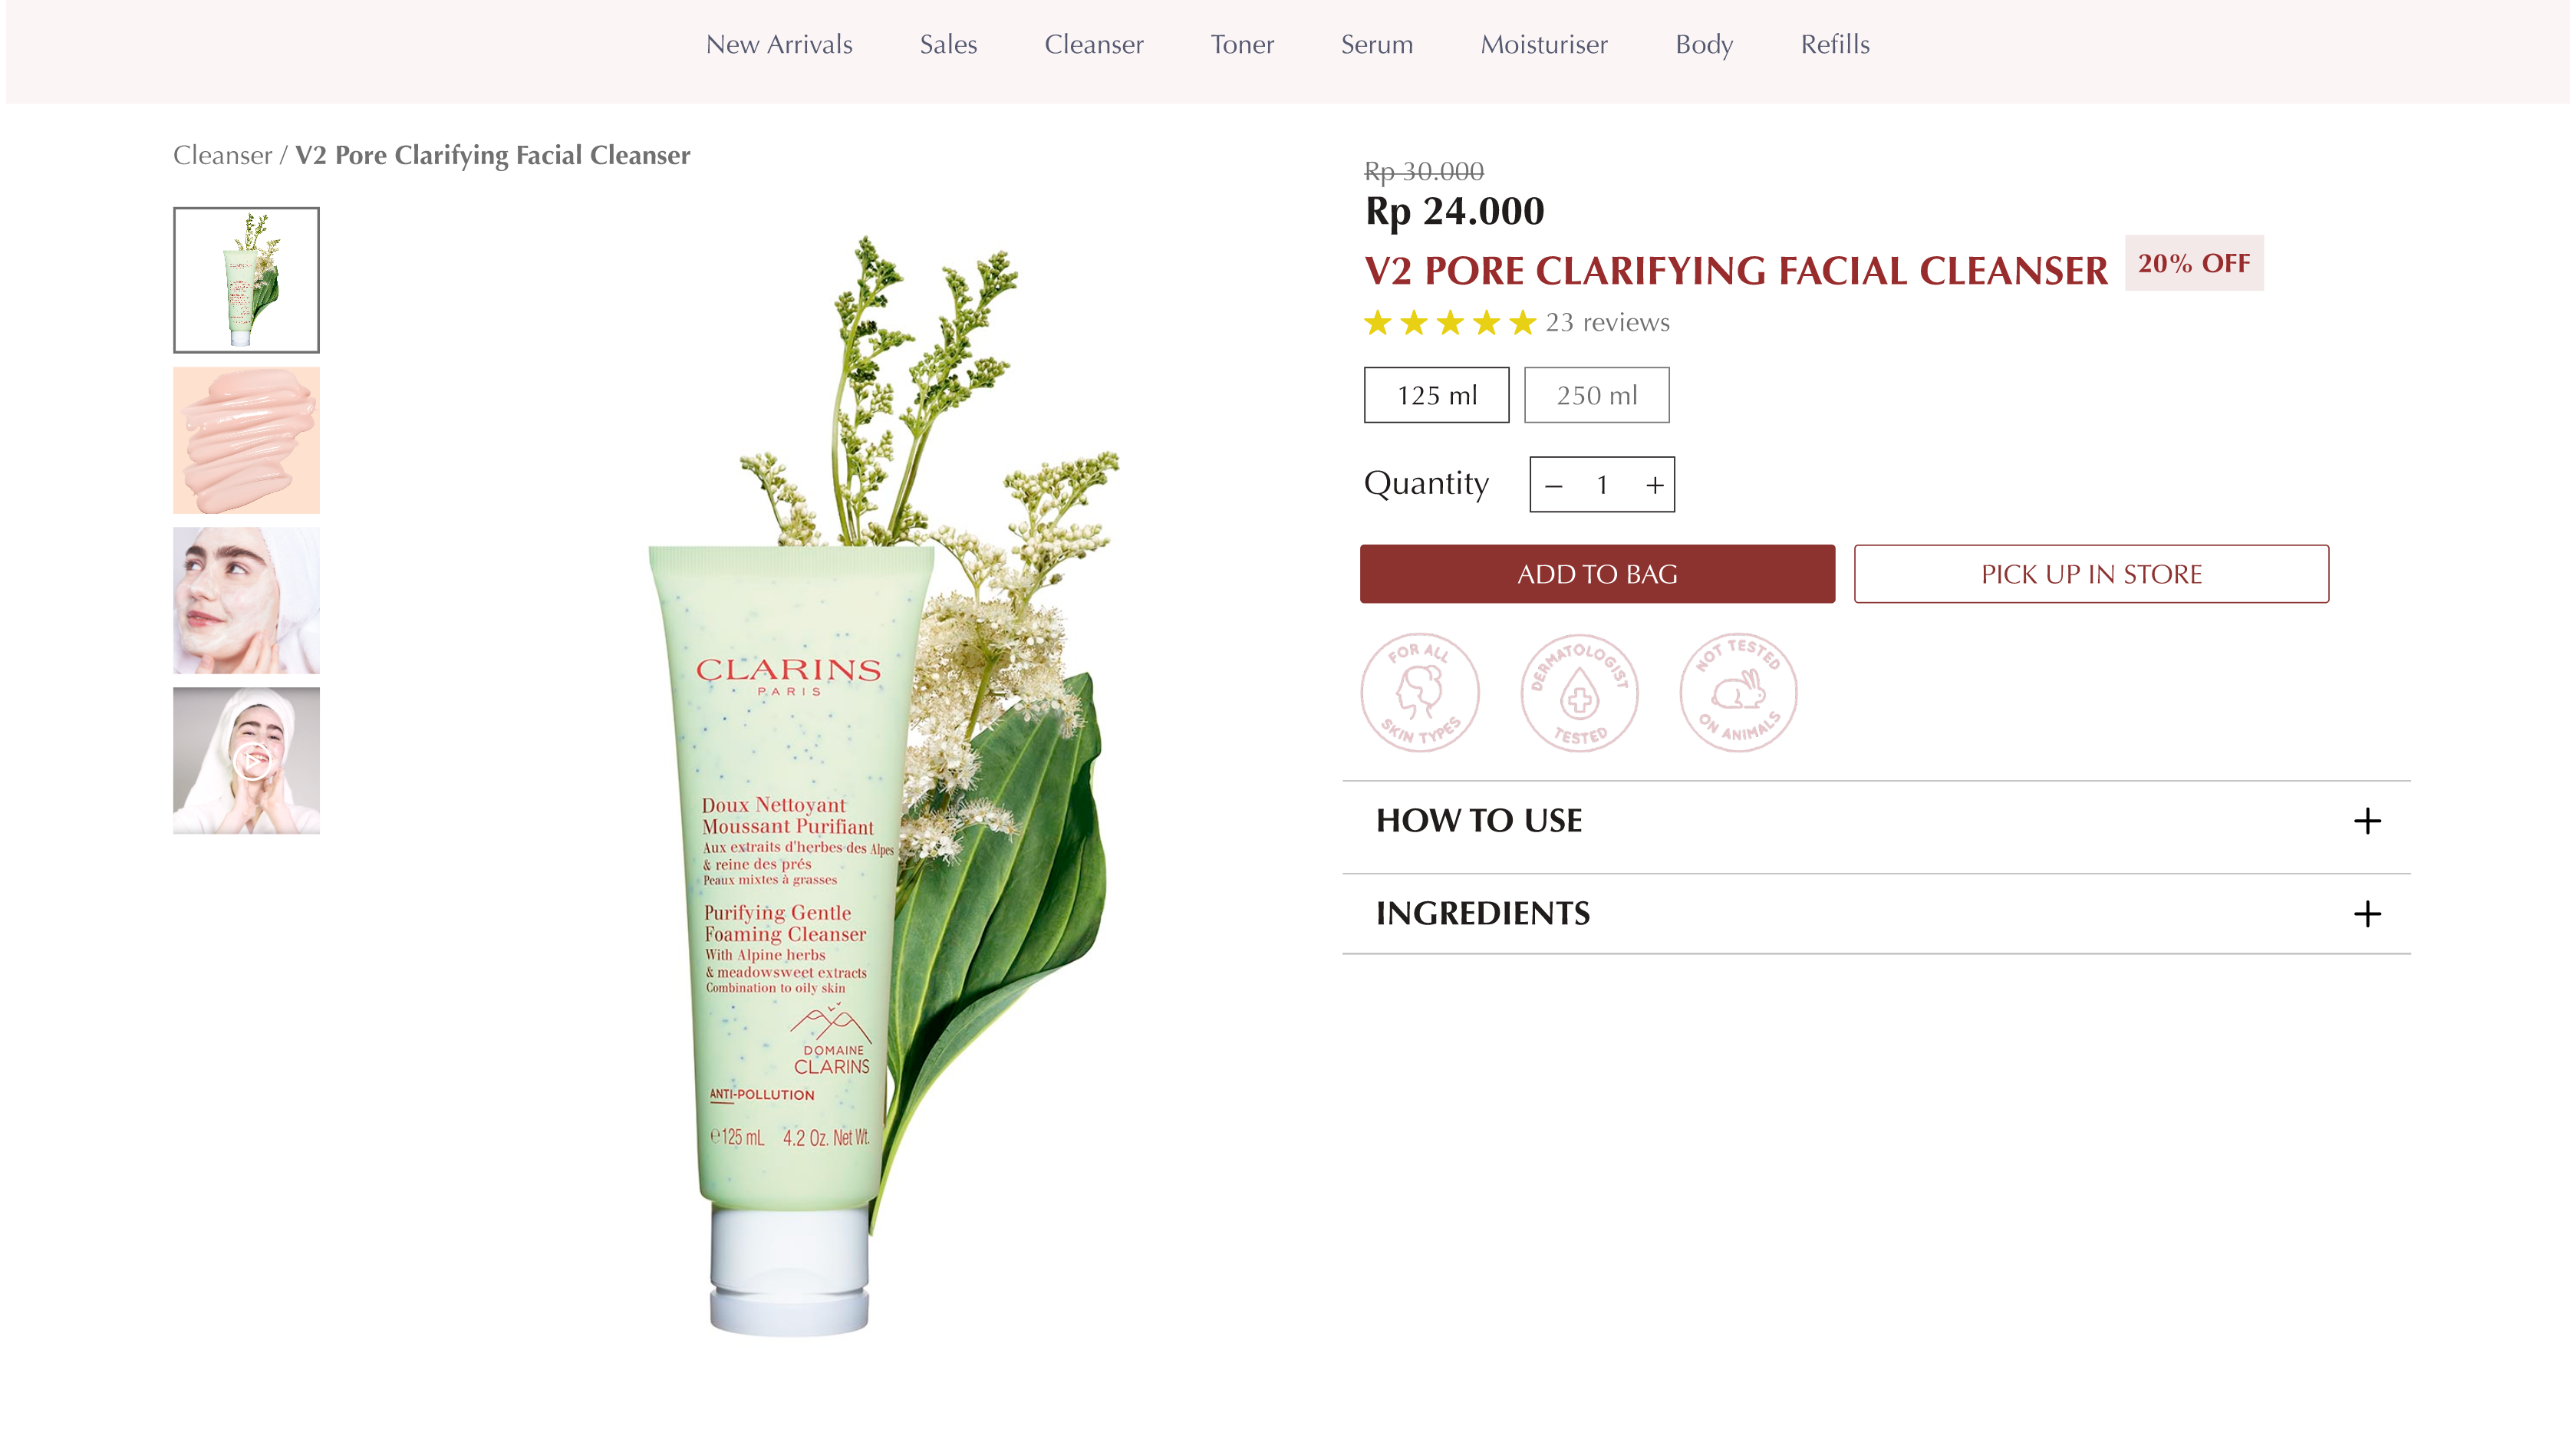 New Arrivals Sales Cleanser Toner Serum Moisturiser Body Refills
Cleanser / V2 Pore Clarifying Facial Cleanser
CLARINS
PARIS
Doux Nettoyant
Moussant Purifiant
Aux extraits d'herbes des Alpes
& reine des prés
Peaux mixtes à grasses
Purifying Gentle
Foaming Cleanser
With Alpine herbs
& meadowsweet extracts
Combination to oily skin
DOMAINE
CLARINS
ANTI-POLLUTION
℮125 mL 4.2 Oz. Net Wt.
Rp 30.000
Rp 24.000
V2 PORE CLARIFYING FACIAL CLEANSER 20% OFF
23 reviews
125 ml 250 ml
Quantity – 1 +
ADD TO BAG PICK UP IN STORE
FOR ALL SKIN TYPES
DERMATOLOGIST TESTED
NOT TESTED ON ANIMALS
HOW TO USE +
INGREDIENTS +